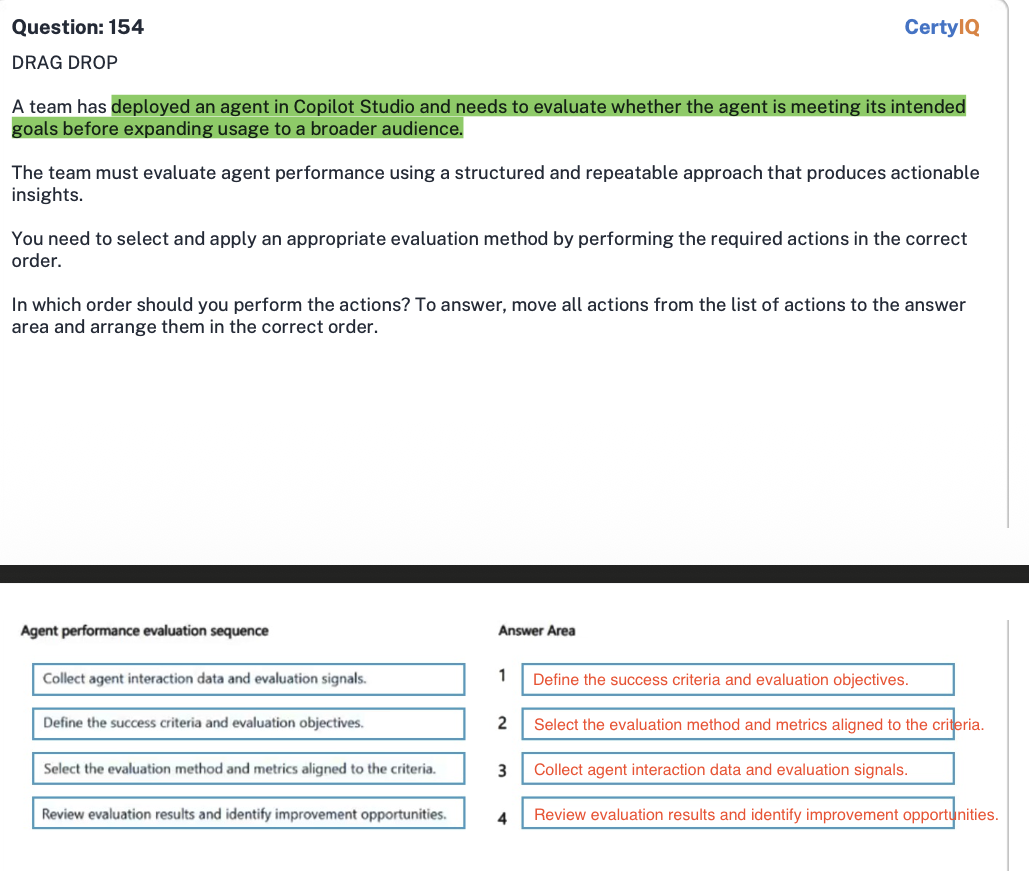 Question: 154
CertyIQ
DRAG DROP
A team has deployed an agent in Copilot Studio and needs to evaluate whether the agent is meeting its intended
goals before expanding usage to a broader audience.
The team must evaluate agent performance using a structured and repeatable approach that produces actionable
insights.
You need to select and apply an appropriate evaluation method by performing the required actions in the correct
order.
In which order should you perform the actions? To answer, move all actions from the list of actions to the answer
area and arrange them in the correct order.
Agent performance evaluation sequence
Collect agent interaction data and evaluation signals.
Define the success criteria and evaluation objectives.
Select the evaluation method and metrics aligned to the criteria.
Review evaluation results and identify improvement opportunities.
Answer Area
1 Define the success criteria and evaluation objectives.
2 Select the evaluation method and metrics aligned to the criteria.
3 Collect agent interaction data and evaluation signals.
4 Review evaluation results and identify improvement opportunities.